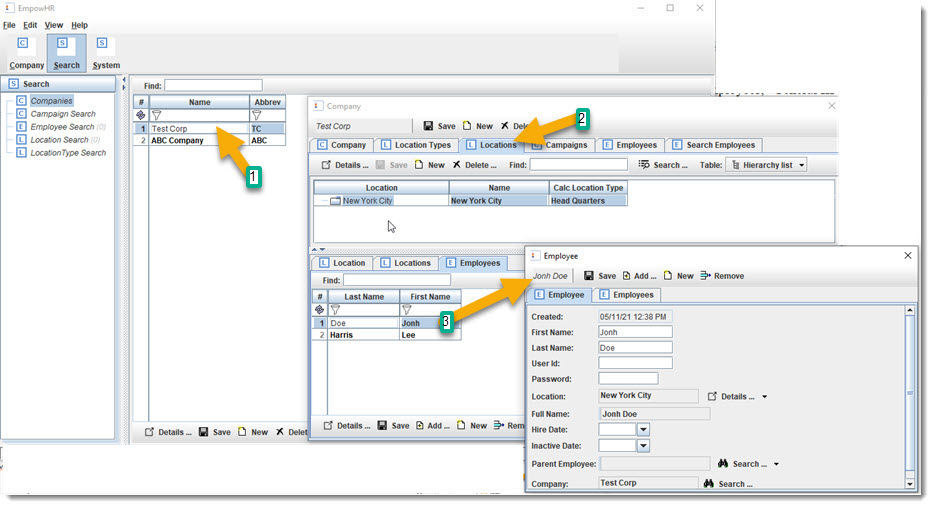 EmpowHR
File Edit View Help
Company Search System
Search
Companies
Campaign Search
Employee Search (0)
Location Search (0)
LocationType Search
Find:
# Name Abbrev
1 Test Corp TC
2 ABC Company ABC
1
Details ... Save New Delet
Company
Test Corp Save New Dele
2
Company Location Types Locations Campaigns Employees Search Employees
Details ... Save New Delete ... Find: Search ... Table: Hierarchy list
Location Name Calc Location Type
New York City New York City Head Quarters
Location Locations Employees
Find:
# Last Name First Name
1 Doe Jonh
2 Harris Lee
3
Details ... Save Add ... New Rem
Employee
Jonh Doe Save Add ... New Remove
Employee Employees
Created: 05/11/21 12:38 PM
First Name: Jonh
Last Name: Doe
User Id:
Password:
Location: New York City Details ...
Full Name: Jonh Doe
Hire Date:
Inactive Date:
Parent Employee: Search ...
Company: Test Corp Search ...